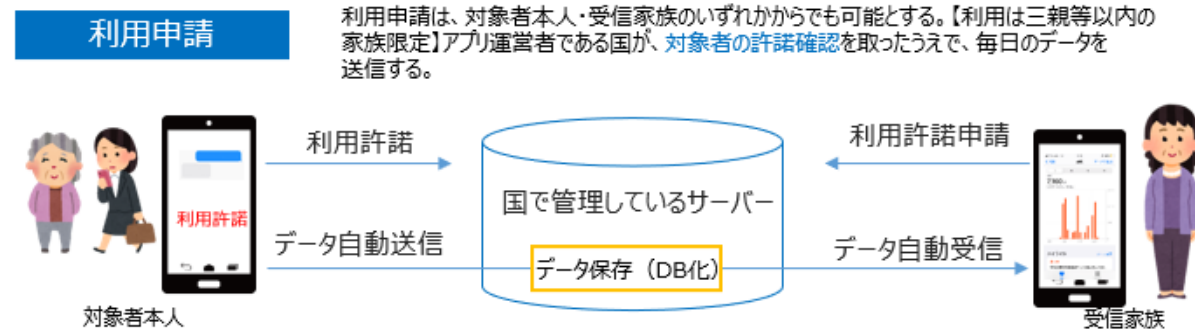 利用申請
利用申請は、対象者本人・受信家族のいずれかからでも可能とする。【利用は三親等以内の
家族限定】アプリ運営者である国が、対象者の許諾確認を取ったうえで、毎日のデータを
送信する。
利用許諾
利用許諾申請
利用許諾
国で管理しているサーバー
データ自動送信
データ保存（DB化）
データ自動受信
対象者本人
受信家族